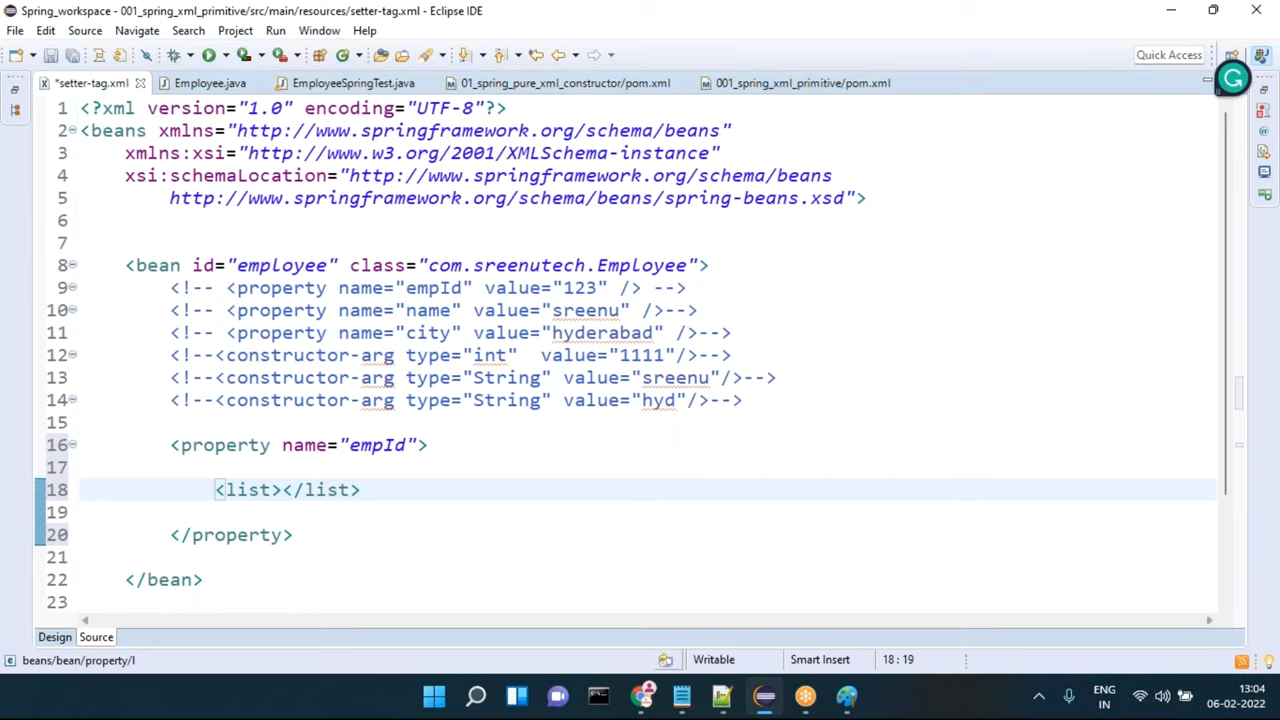 Spring_workspace - 001_spring_xml_primitive/src/main/resources/setter-tag.xml - Eclipse IDE
File Edit Source Navigate Search Project Run Window Help
Quick Access
*setter-tag.xml Employee.java EmployeeSpringTest.java 01_spring_pure_xml_constructor/pom.xml 001_spring_xml_primitive/pom.xml
1 <?xml version="1.0" encoding="UTF-8"?>
2 <beans xmlns="http://www.springframework.org/schema/beans"
3 xmlns:xsi="http://www.w3.org/2001/XMLSchema-instance"
4 xsi:schemaLocation="http://www.springframework.org/schema/beans
5 http://www.springframework.org/schema/beans/spring-beans.xsd">
6
7
8 <bean id="employee" class="com.sreenutech.Employee">
9 <!-- <property name="empId" value="123" /> -->
10 <!-- <property name="name" value="sreenu" />-->
11 <!-- <property name="city" value="hyderabad" />-->
12 <!--<constructor-arg type="int"  value="1111"/>-->
13 <!--<constructor-arg type="String" value="sreenu"/>-->
14 <!--<constructor-arg type="String" value="hyd"/>-->
15
16 <property name="empId">
17
18 <list></list>
19
20 </property>
21
22 </bean>
23
Design Source
beans/bean/property/l Writable Smart Insert 18 : 19
ENG
IN
13:04
06-02-2022